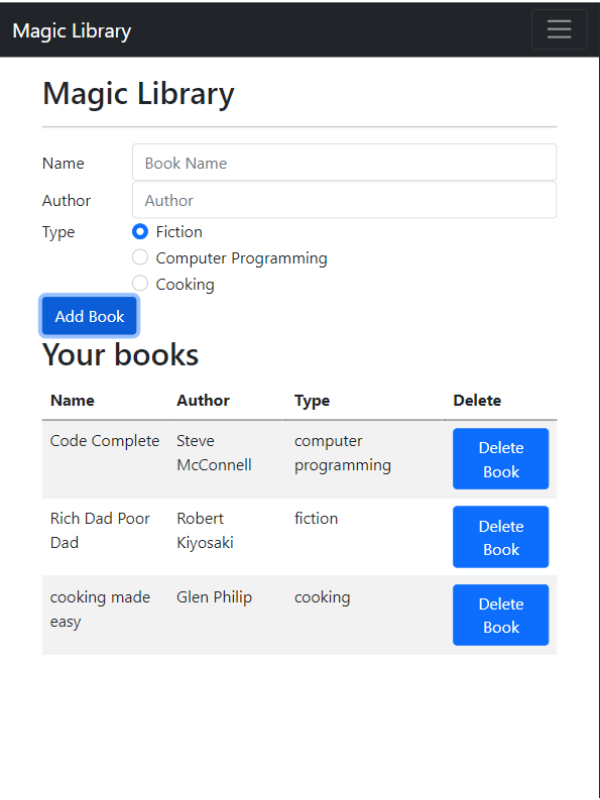 Magic Library
Magic Library
Name Book Name
Author Author
Type Fiction
Computer Programming
Cooking
Add Book
Your books
Name Author Type Delete
Code Complete Steve McConnell computer programming Delete Book
Rich Dad Poor Dad Robert Kiyosaki fiction Delete Book
cooking made easy Glen Philip cooking Delete Book